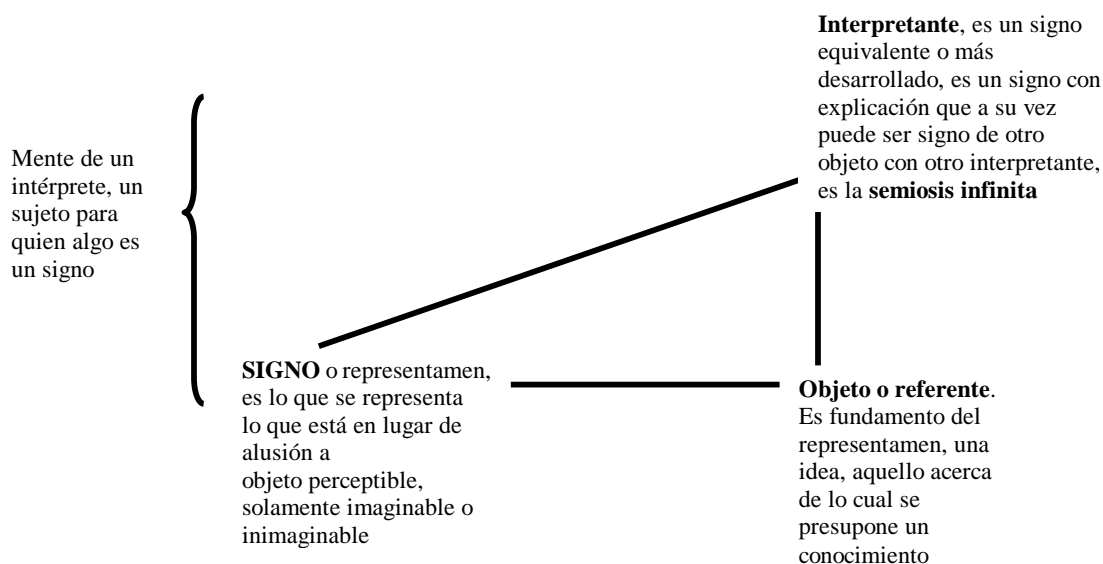 Interpretante, es un signo
equivalente o más
desarrollado, es un signo con
explicación que a su vez
puede ser signo de otro
objeto con otro interpretante,
es la semiosis infinita
Mente de un
intérprete, un
sujeto para
quien algo es
un signo
SIGNO o representamen,
es lo que se representa
lo que está en lugar de
alusión a
objeto perceptible,
solamente imaginable o
inimaginable
Objeto o referente.
Es fundamento del
representamen, una
idea, aquello acerca
de lo cual se
presupone un
conocimiento